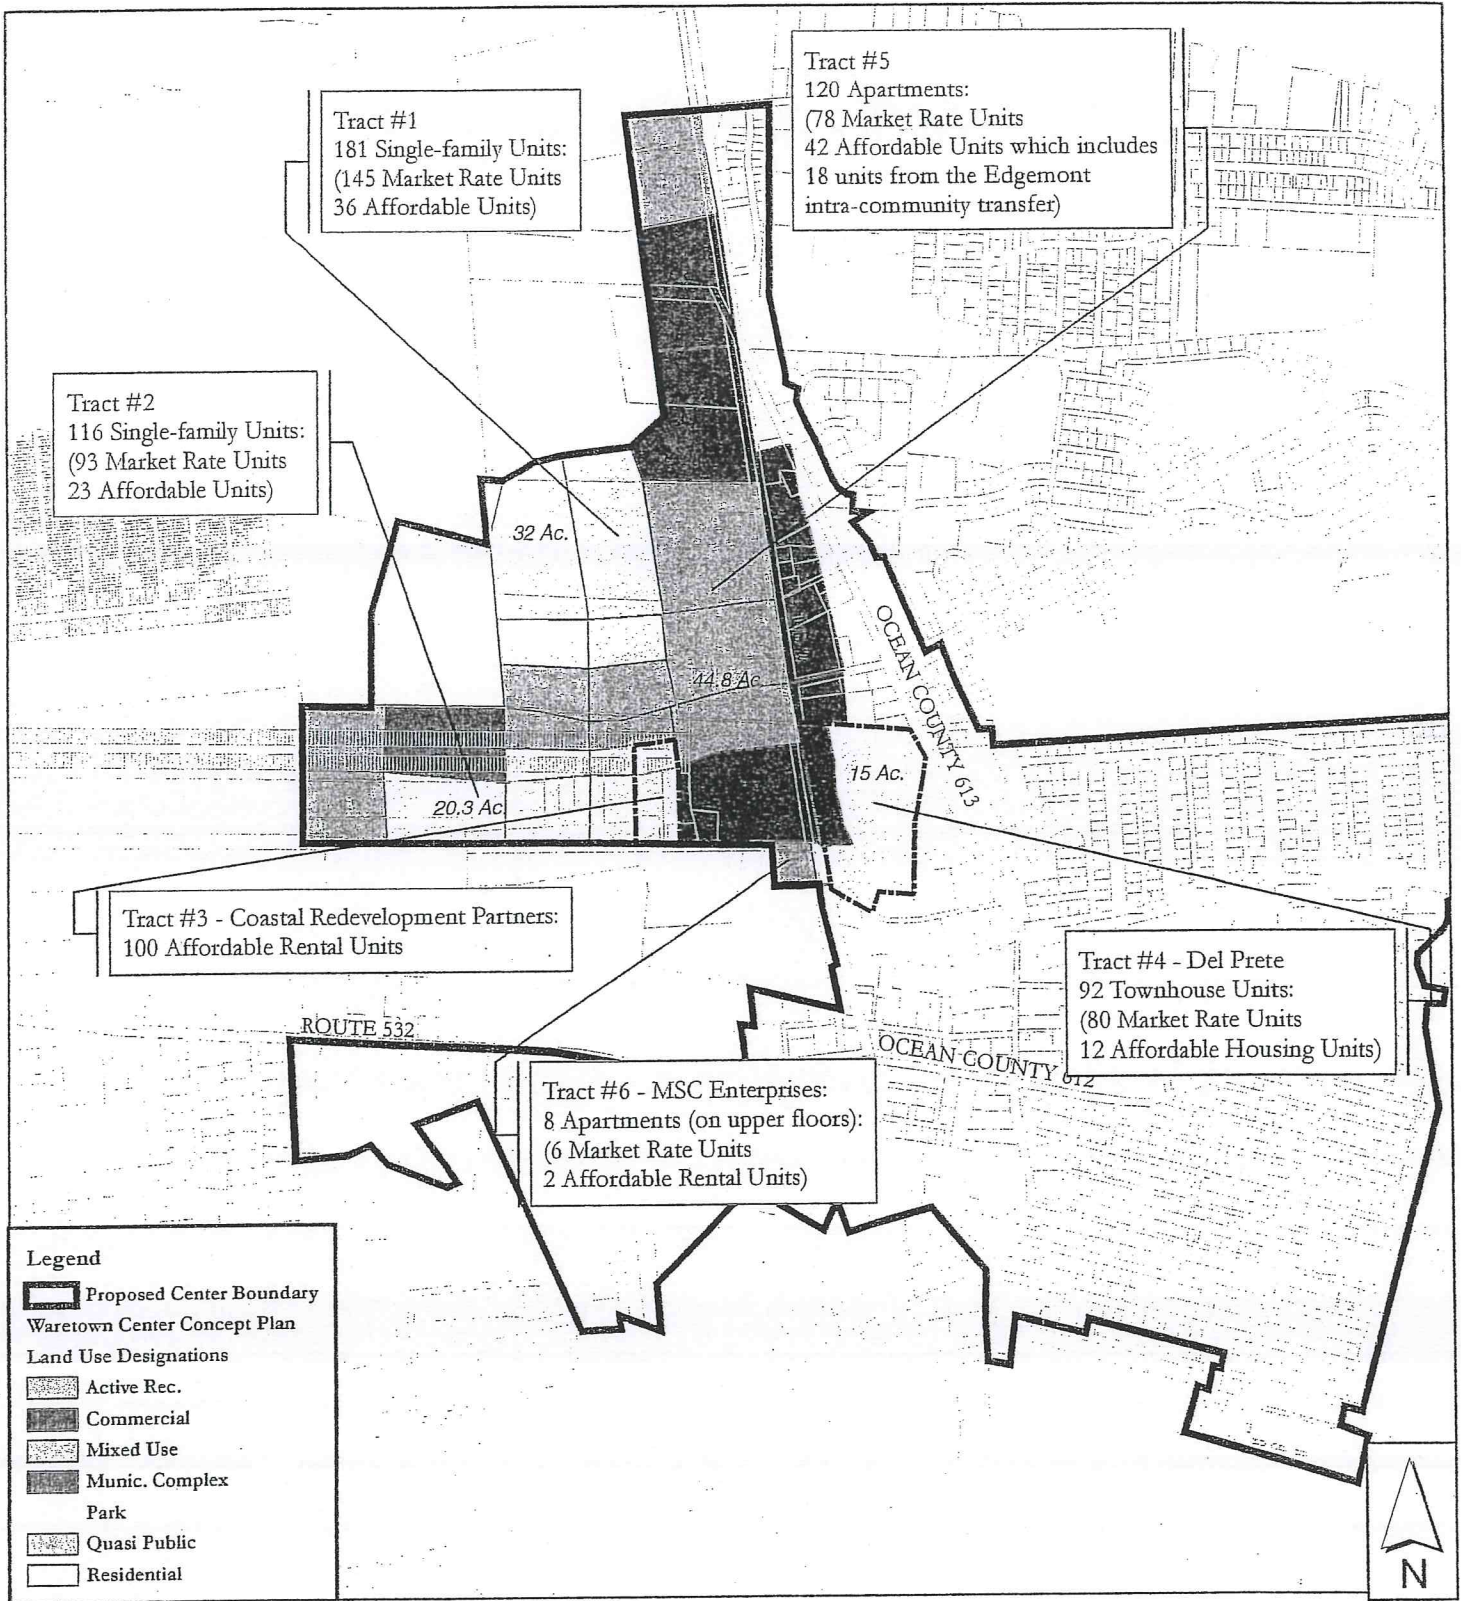 Tract #5
120 Apartments:
(78 Market Rate Units
42 Affordable Units which includes
18 units from the Edgemont
intra-community transfer)
Tract #1
181 Single-family Units:
(145 Market Rate Units
36 Affordable Units)
Tract #2
116 Single-family Units:
(93 Market Rate Units
23 Affordable Units)
32 Ac.
44.8 Ac
OCEAN COUNTY 613
15 Ac.
20.3 Ac
Tract #3 - Coastal Redevelopment Partners:
100 Affordable Rental Units
Tract #4 - Del Prete
92 Townhouse Units:
(80 Market Rate Units
12 Affordable Housing Units)
ROUTE 532
OCEAN COUNTY 612
Tract #6 - MSC Enterprises:
8 Apartments (on upper floors):
(6 Market Rate Units
2 Affordable Rental Units)
Legend
Proposed Center Boundary
Waretown Center Concept Plan
Land Use Designations
Active Rec.
Commercial
Mixed Use
Munic. Complex
Park
Quasi Public
Residential
N